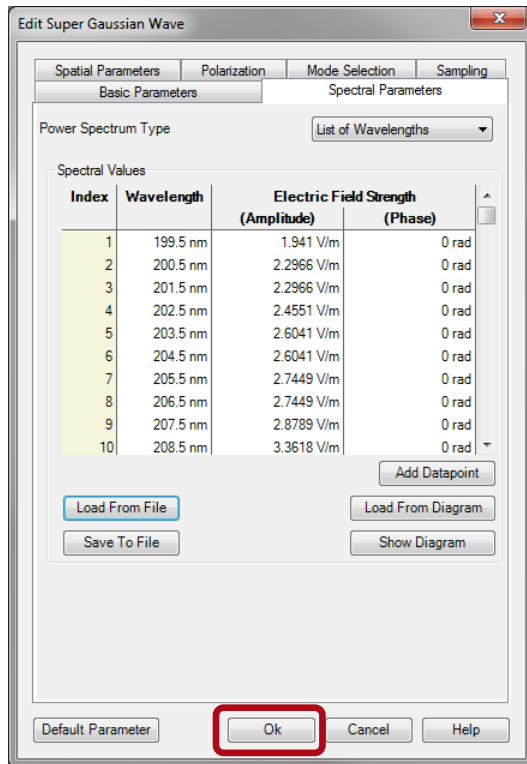 Edit Super Gaussian Wave
x
Spatial Parameters Polarization Mode Selection Sampling
Basic Parameters Spectral Parameters
Power Spectrum Type List of Wavelengths
Spectral Values
Index Wavelength Electric Field Strength
(Amplitude) (Phase)
1 199.5 nm 1.941 V/m 0 rad
2 200.5 nm 2.2966 V/m 0 rad
3 201.5 nm 2.2966 V/m 0 rad
4 202.5 nm 2.4551 V/m 0 rad
5 203.5 nm 2.6041 V/m 0 rad
6 204.5 nm 2.6041 V/m 0 rad
7 205.5 nm 2.7449 V/m 0 rad
8 206.5 nm 2.7449 V/m 0 rad
9 207.5 nm 2.8789 V/m 0 rad
10 208.5 nm 3.3618 V/m 0 rad
Add Datapoint
Load From File Load From Diagram
Save To File Show Diagram
Default Parameter Ok Cancel Help